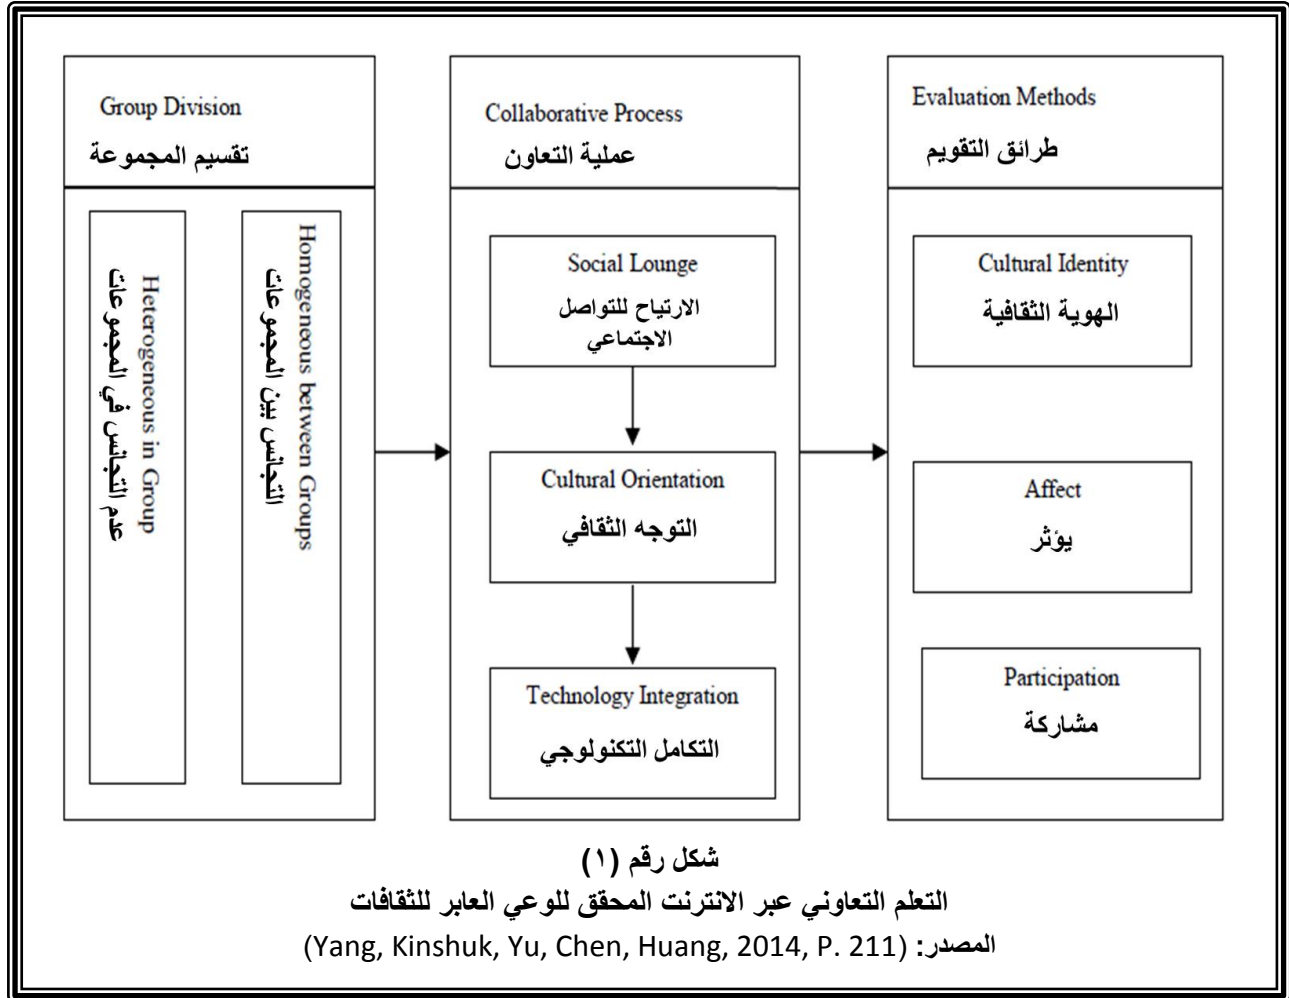 Group Division
تقسيم المجموعة
Heterogeneous in Group
عدم التجانس في المجموعات
Homogeneous between Groups
التجانس بين المجموعات
Collaborative Process
عملية التعاون
Social Lounge
الارتياح للتواصل
الاجتماعي
Cultural Orientation
التوجه الثقافي
Technology Integration
التكامل التكنولوجي
Evaluation Methods
طرائق التقويم
Cultural Identity
الهوية الثقافية
Affect
يؤثر
Participation
مشاركة
شكل رقم (١)
التعلم التعاوني عبر الانترنت المحقق للوعي العابر للثقافات
المصدر: (Yang, Kinshuk, Yu, Chen, Huang, 2014, P. 211)